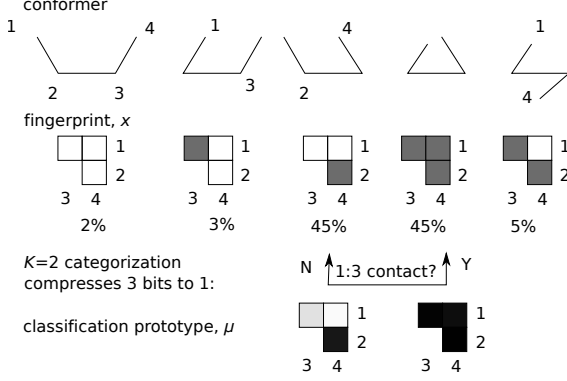 conformer
1 4 1 4 1
2 3 3 2 4
fingerprint, x
1 1 1 1 1
2 2 2 2 2
3 4 3 4 3 4 3 4 3 4
2% 3% 45% 45% 5%
K=2 categorization
compresses 3 bits to 1:
N 1:3 contact? Y
classification prototype, μ
1 1
2 2
3 4 3 4